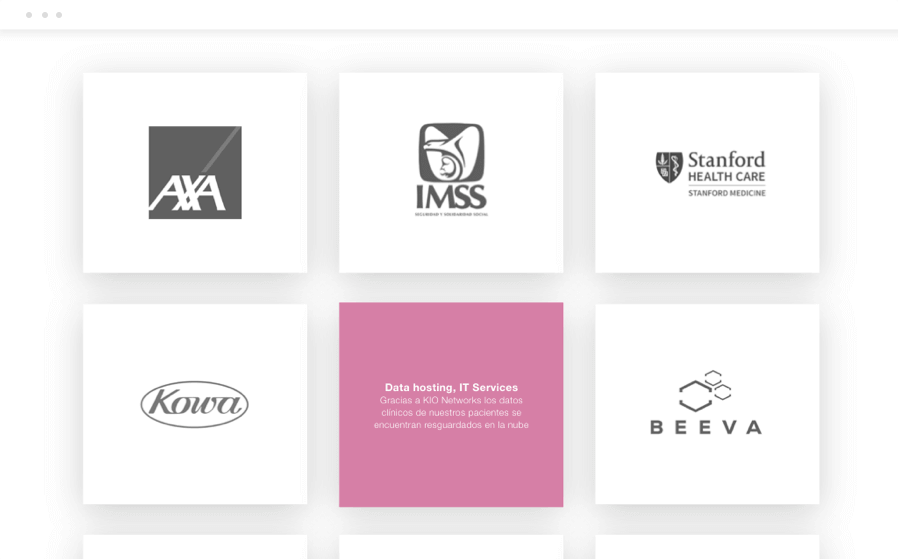 AXA
IMSS
SEGURIDAD Y SOLIDARIDAD SOCIAL
Stanford
HEALTH CARE
STANFORD MEDICINE
Kowa
Data hosting, IT Services
Gracias a KIO Networks los datos
clínicos de nuestros pacientes se
encuentran resguardados en la nube
BEEVA